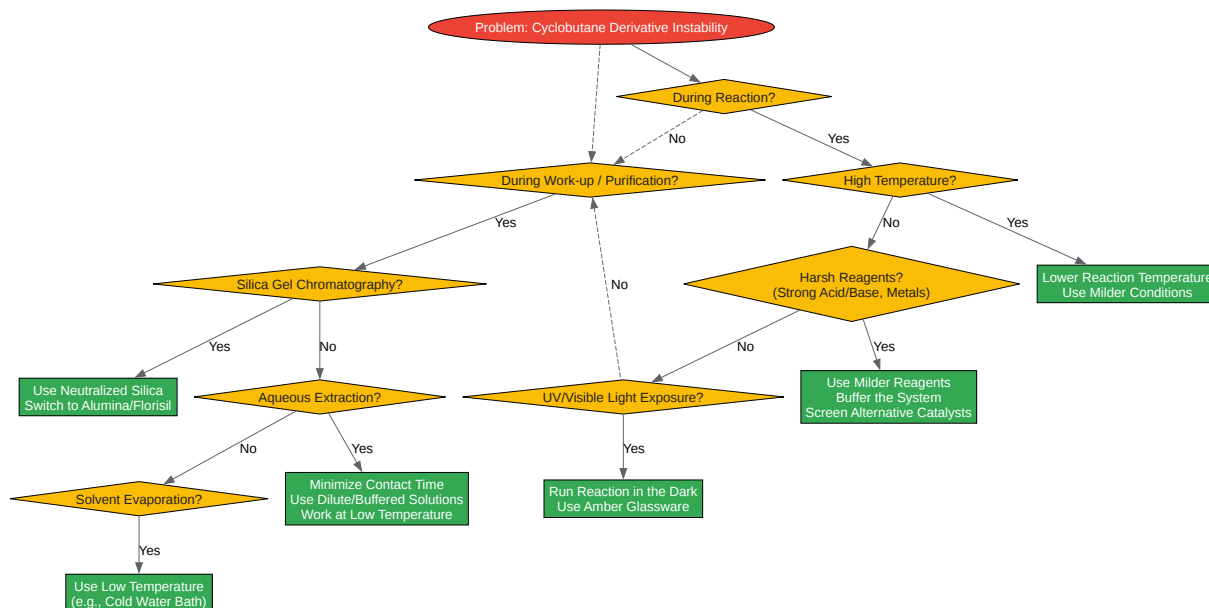 Problem: Cyclobutane Derivative Instability
During Reaction?
No
Yes
During Work-up / Purification?
High Temperature?
Yes
No
Yes
Silica Gel Chromatography?
No
Harsh Reagents?
(Strong Acid/Base, Metals)
Lower Reaction Temperature
Use Milder Conditions
Yes
No
No
Yes
Use Neutralized Silica
Switch to Alumina/Florisil
Aqueous Extraction?
UV/Visible Light Exposure?
Use Milder Reagents
Buffer the System
Screen Alternative Catalysts
No
Yes
Yes
Solvent Evaporation?
Minimize Contact Time
Use Dilute/Buffered Solutions
Work at Low Temperature
Run Reaction in the Dark
Use Amber Glassware
Yes
Use Low Temperature
(e.g., Cold Water Bath)